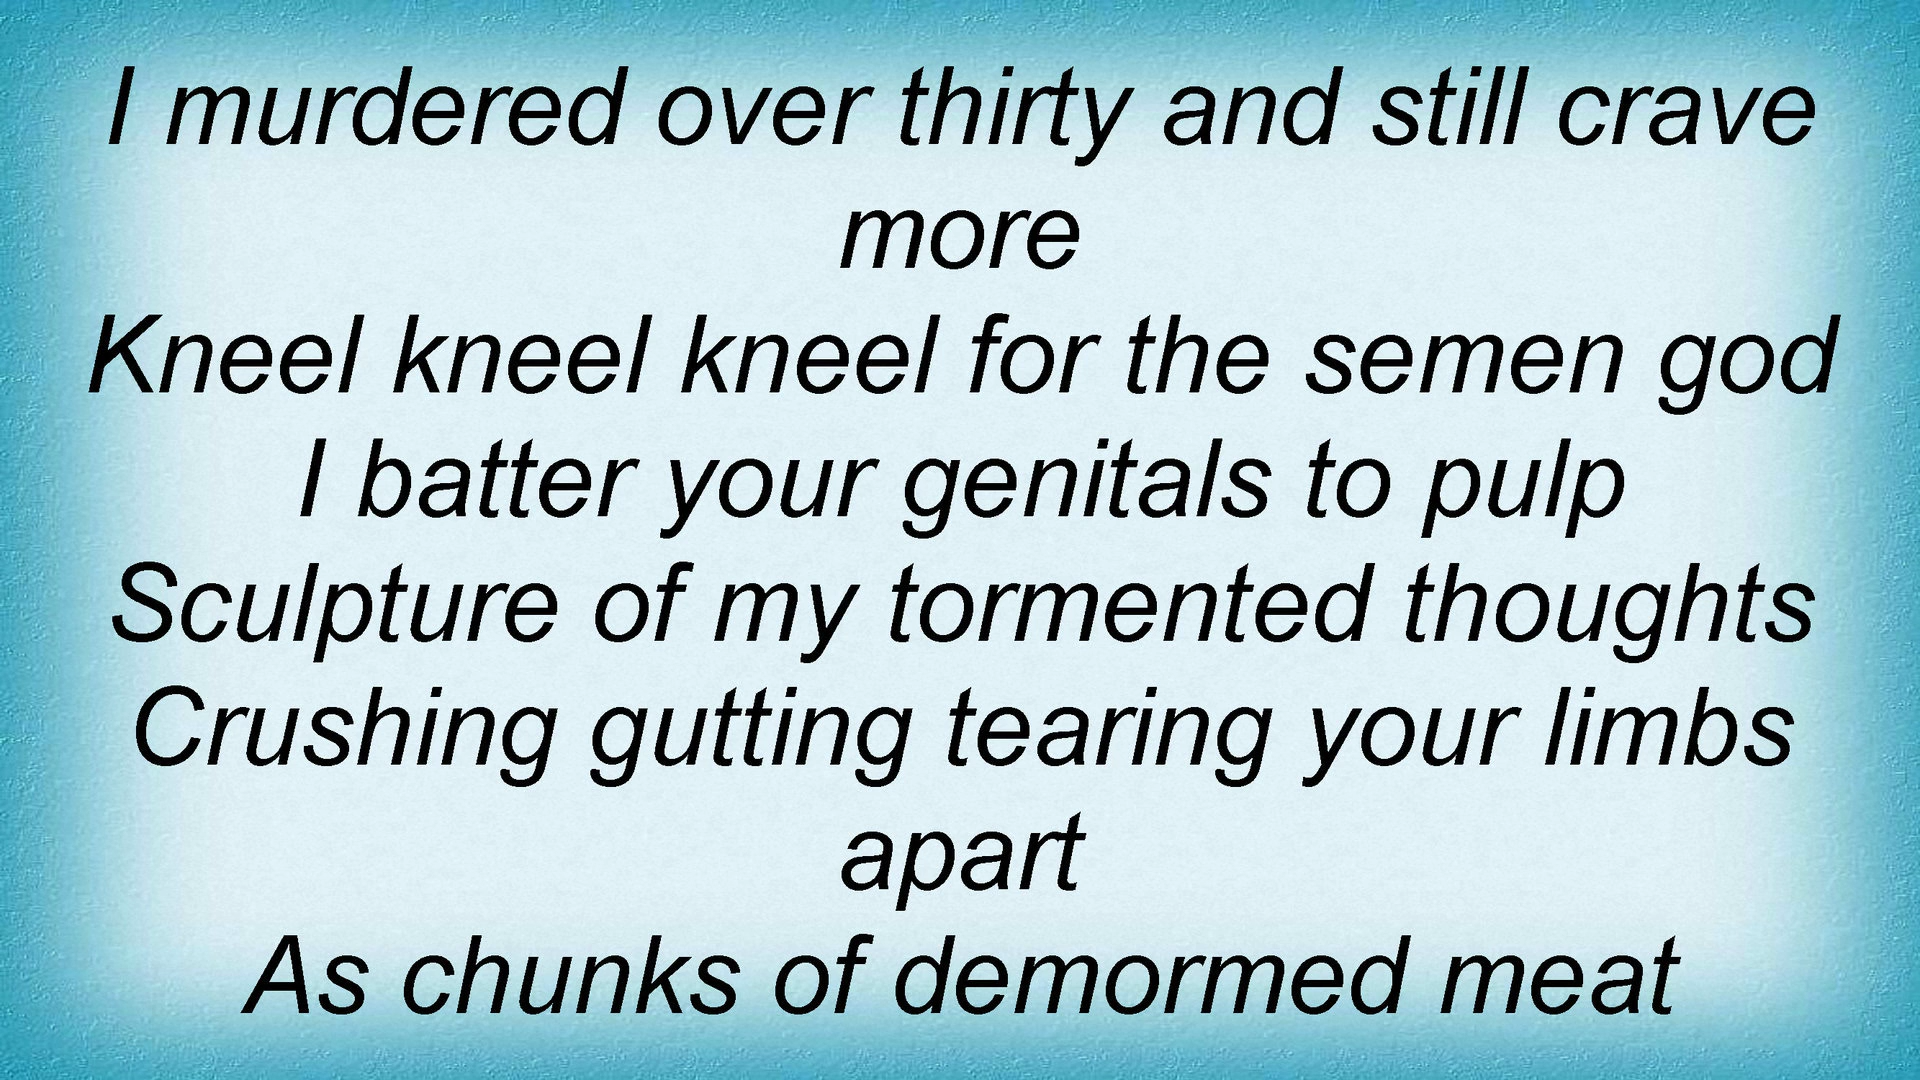 I murdered over thirty and still crave
more
Kneel kneel kneel for the semen god
I batter your genitals to pulp
Sculpture of my tormented thoughts
Crushing gutting tearing your limbs
apart
As chunks of demormed meat